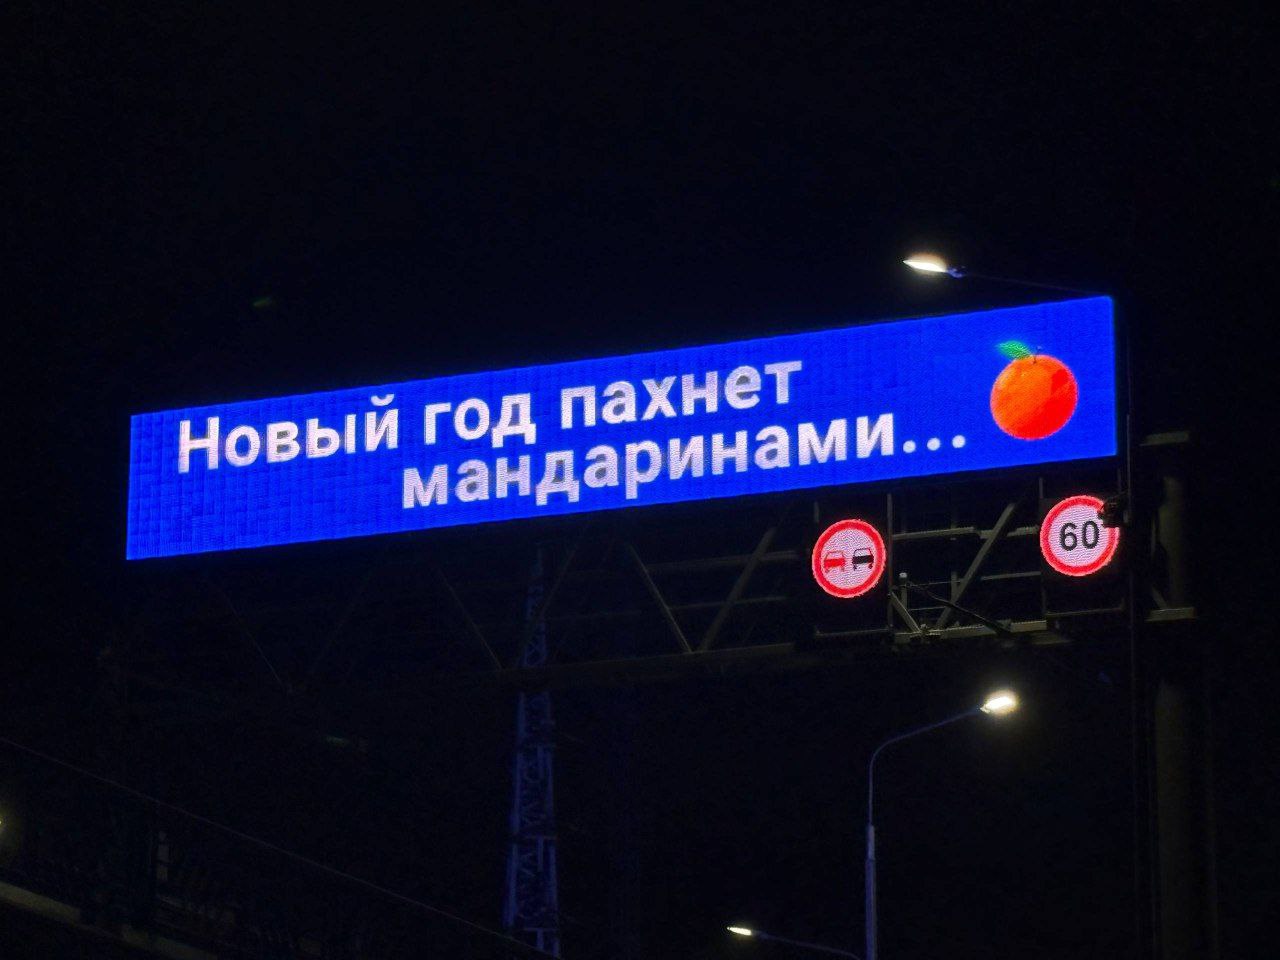 Новый год пахнет
мандаринами...
60